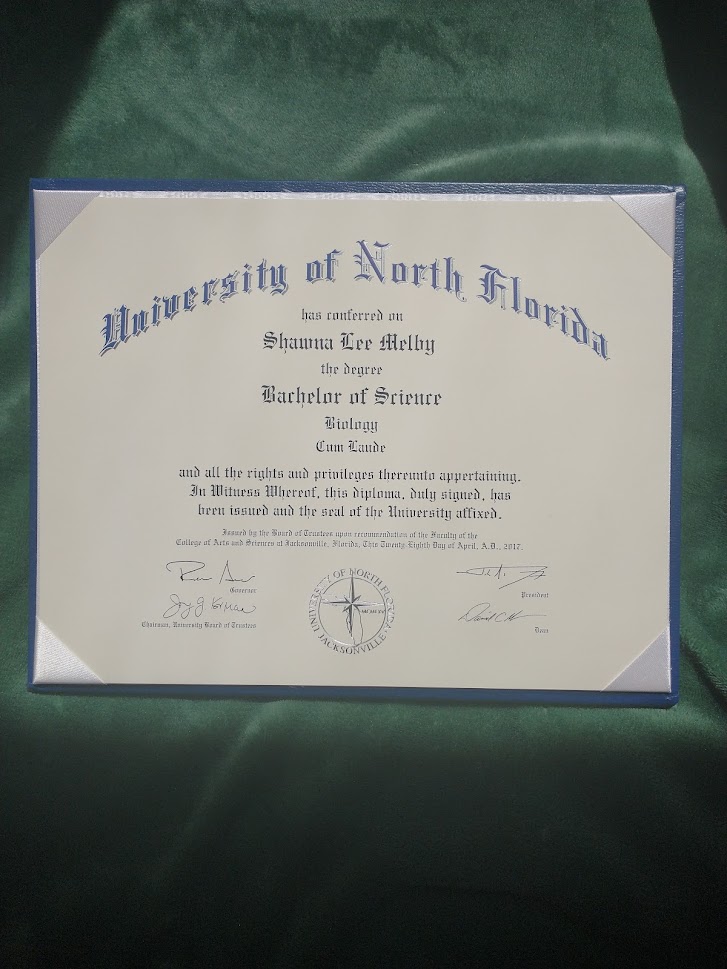 University of North Florida
has conferred on
Shawna Lee Melby
the degree
Bachelor of Science
Biology
Cum Laude
and all the rights and privileges thereunto appertaining.
In Witness Whereof, this diploma, duly signed, has
been issued and the seal of the University affixed.
Issued by the Board of Trustees upon recommendation of the Faculty of the
College of Arts and Sciences at Jacksonville, Florida, This Twenty-Eighth Day of April, A.D., 2017.
Governor
Chairman, University Board of Trustees
UNIVERSITY OF NORTH FLORIDA
JACKSONVILLE
President
Dean